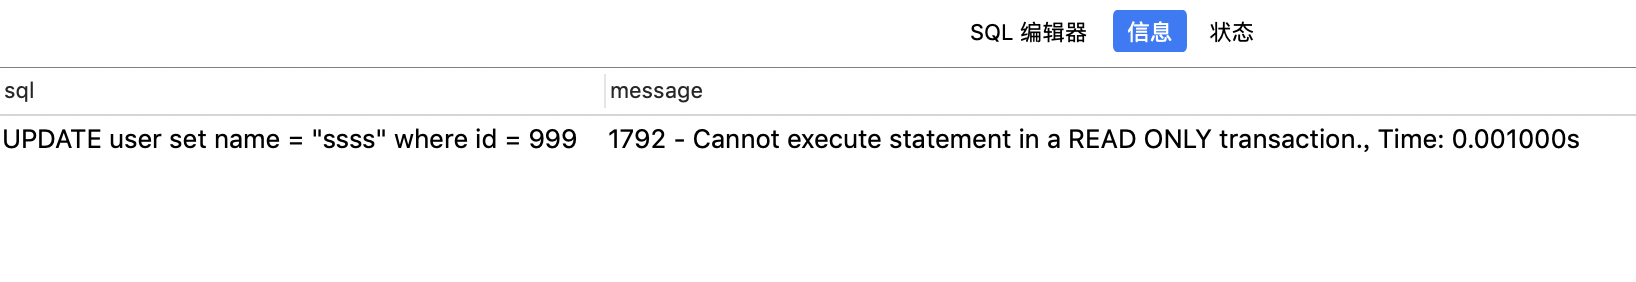 SQL 编辑器 信息 状态
sql message
UPDATE user set name = "ssss" where id = 999 1792 - Cannot execute statement in a READ ONLY transaction., Time: 0.001000s